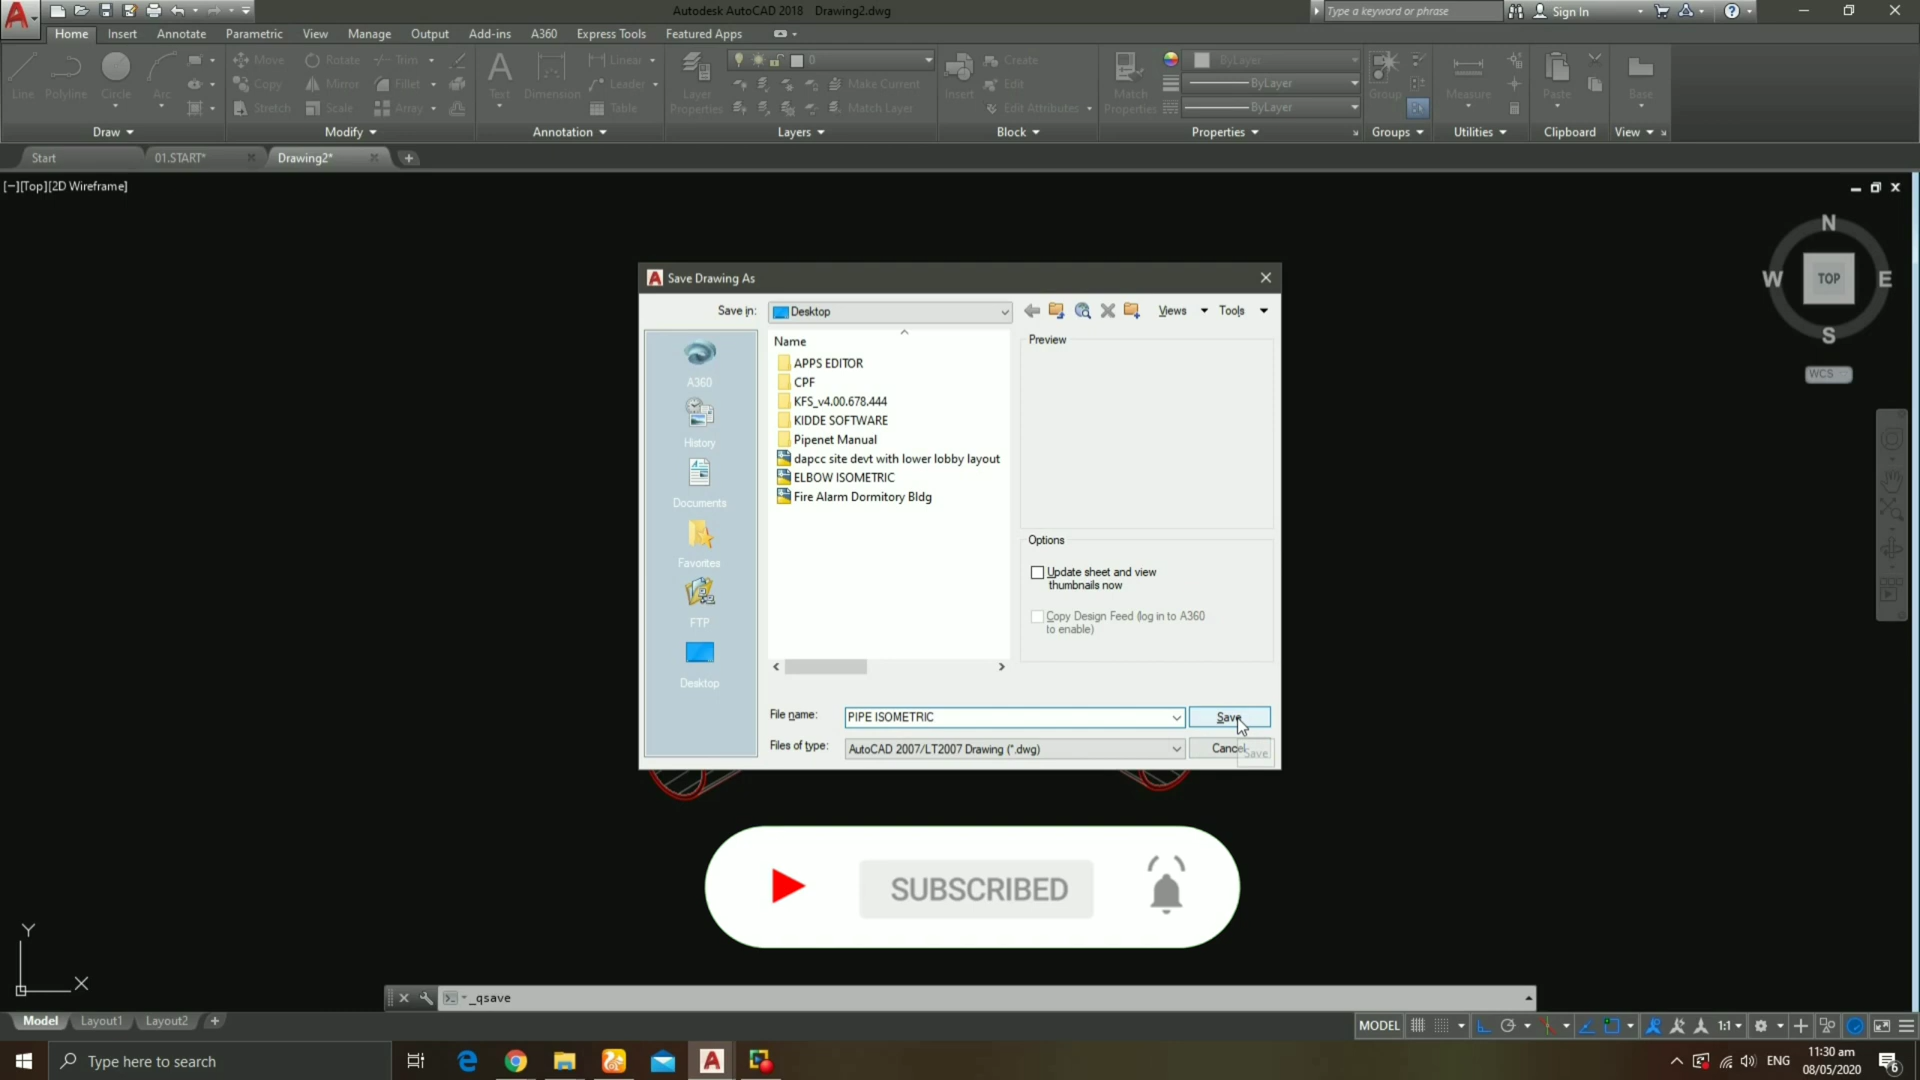 Autodesk AutoCAD 2018 Drawing2.dwg
Type a keyword or phrase
Sign In
Home Insert Annotate Parametric View Manage Output Add-ins A360 Express Tools Featured Apps
Line Polyline Circle Arc
Move Rotate Trim
Copy Mirror Fillet
Stretch Scale Array
Text Dimension
Linear
Leader
Table
Layer Properties
0
Make Current
Match Layer
Insert
Create
Edit
Edit Attributes
Match Properties
ByLayer
ByLayer
ByLayer
Group Measure Paste Base
Draw Modify Annotation Layers Block Properties Groups Utilities Clipboard View
Start 01.START* Drawing2*
[−][Top][2D Wireframe]
N
W TOP E
S
WCS
Save Drawing As
Save in: Desktop Views Tools
A360
History
Documents
Favorites
FTP
Desktop
Name
APPS EDITOR
CPF
KFS_v4.00.678.444
KIDDE SOFTWARE
Pipenet Manual
dapcc site devt with lower lobby layout
ELBOW ISOMETRIC
Fire Alarm Dormitory Bldg
Preview
Options
Update sheet and view
thumbnails now
Copy Design Feed (log in to A360
to enable)
File name: PIPE ISOMETRIC Save
Files of type: AutoCAD 2007/LT2007 Drawing (*.dwg) Cancel
Save
SUBSCRIBED
Y
X
_qsave
Model Layout1 Layout2
MODEL 1:1
Type here to search
ENG
11:30 am
08/05/2020
6